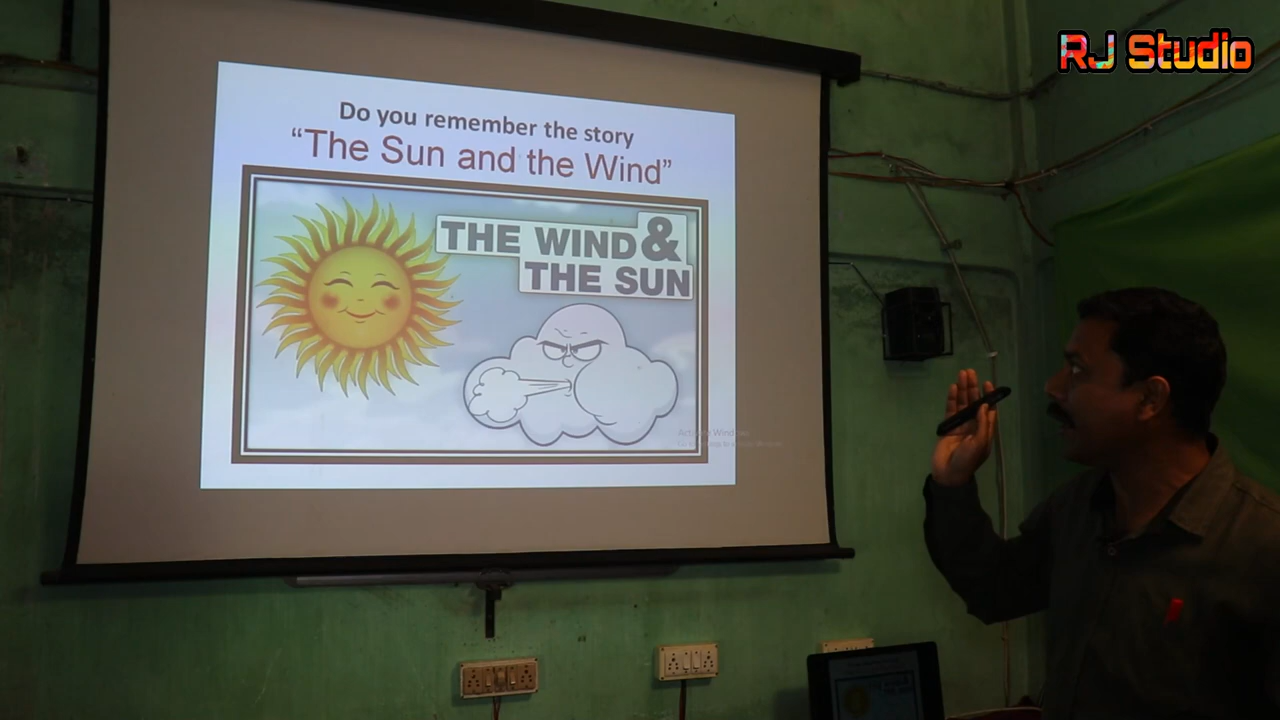 RJ Studio
Do you remember the story
“The Sun and the Wind”
THE WIND &
THE SUN